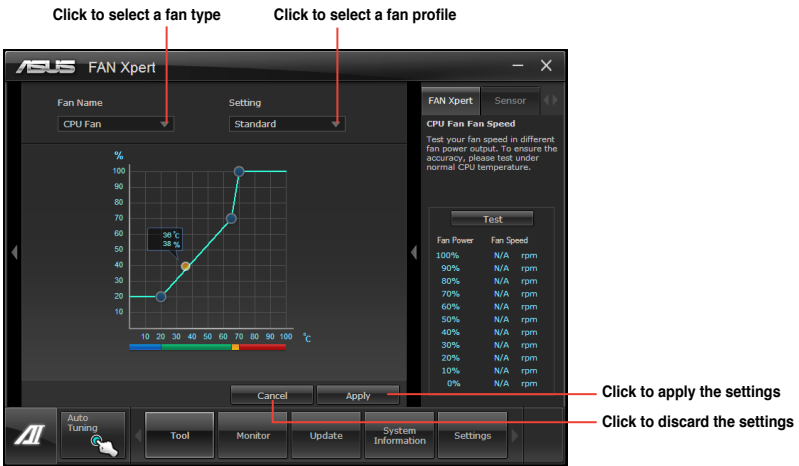 Click to select a fan type
Click to select a fan profile
ASUS FAN Xpert
Fan Name
Setting
CPU Fan
Standard
%
100
90
80
70
60
50
40
30
20
10
36°C
38 %
10 20 30 40 50 60 70 80 90 100 °C
Cancel
Apply
FAN Xpert
Sensor
CPU Fan Fan Speed
Test your fan speed in different
fan power output. To ensure the
accuracy, please test under
normal CPU temperature.
Test
Fan Power Fan Speed
100% N/A rpm
90% N/A rpm
80% N/A rpm
70% N/A rpm
60% N/A rpm
50% N/A rpm
40% N/A rpm
30% N/A rpm
20% N/A rpm
10% N/A rpm
0% N/A rpm
Click to apply the settings
Click to discard the settings
AI
Auto
Tuning
Tool
Monitor
Update
System
Information
Settings